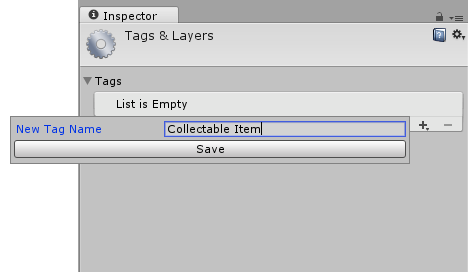 Inspector
Tags & Layers
Tags
List is Empty
New Tag Name
Collectable Item
Save